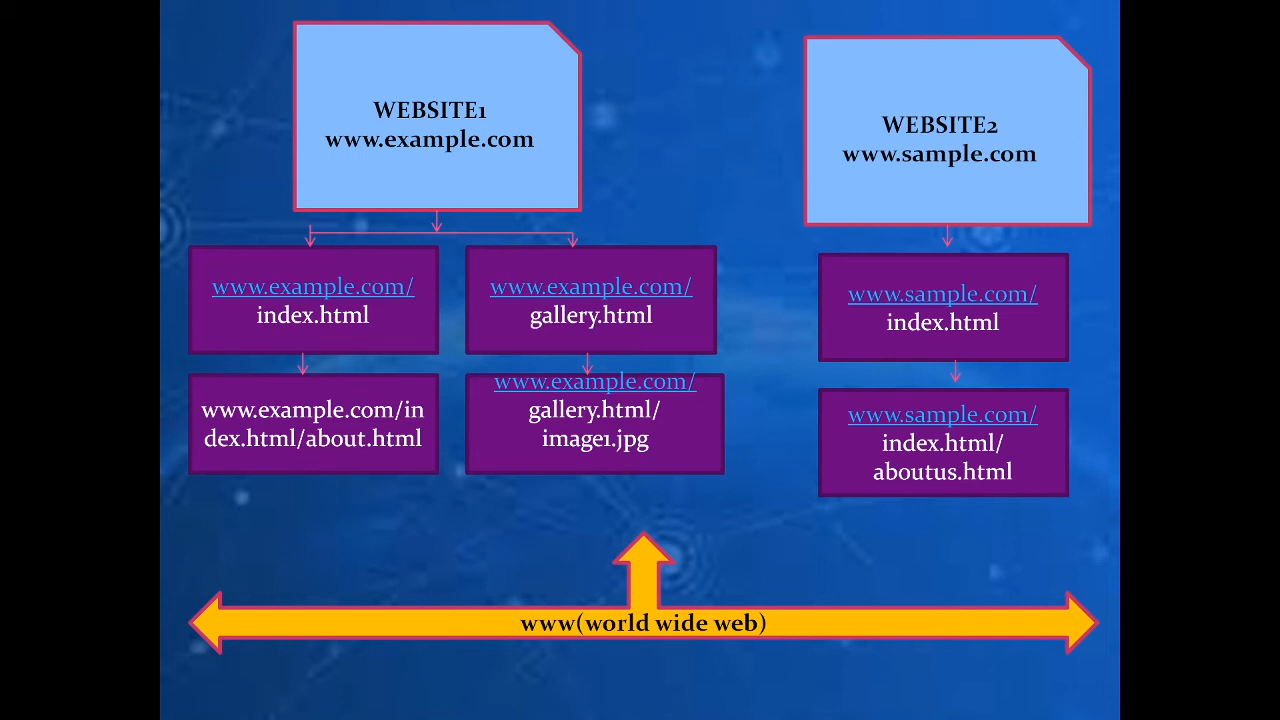 WEBSITE1
www.example.com
WEBSITE2
www.sample.com
www.example.com/
index.html
www.example.com/
gallery.html
www.sample.com/
index.html
www.example.com/in
dex.html/about.html
www.example.com/
gallery.html/
image1.jpg
www.sample.com/
index.html/
aboutus.html
www(world wide web)